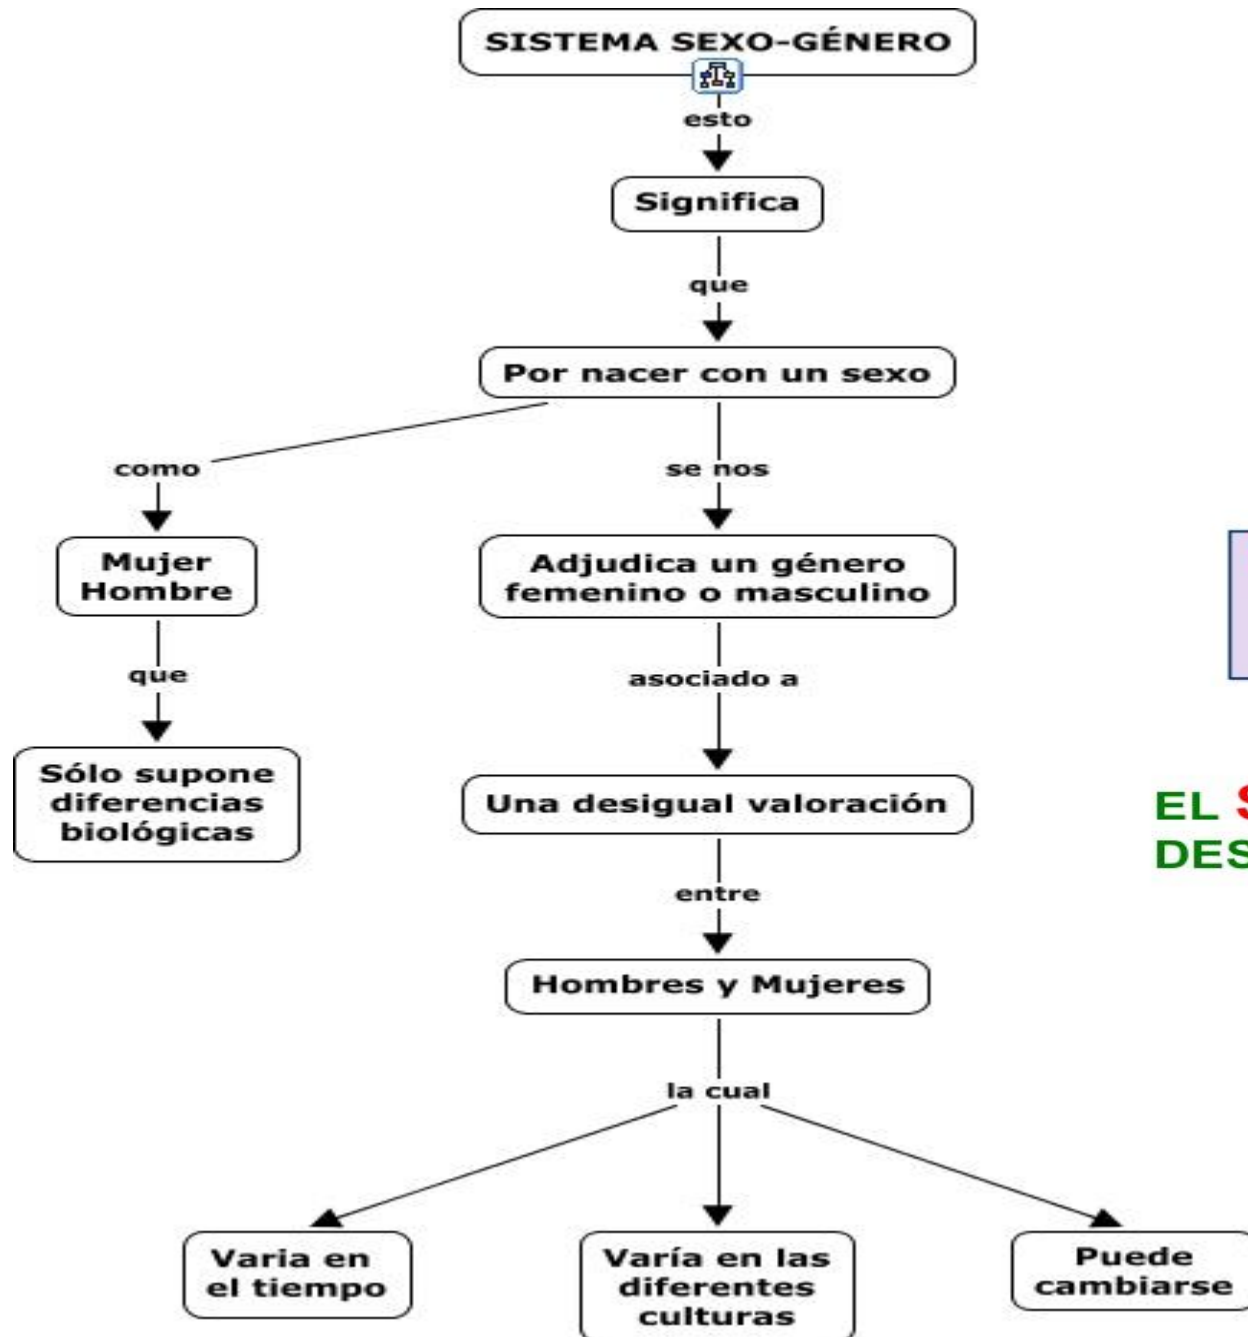 SISTEMA SEXO-GÉNERO
esto
Significa
que
Por nacer con un sexo
como
se nos
Mujer
Hombre
Adjudica un género
femenino o masculino
que
asociado a
Sólo supone
diferencias
biológicas
Una desigual valoración
EL S
DES
entre
Hombres y Mujeres
la cual
Varia en
el tiempo
Varía en las
diferentes
culturas
Puede
cambiarse